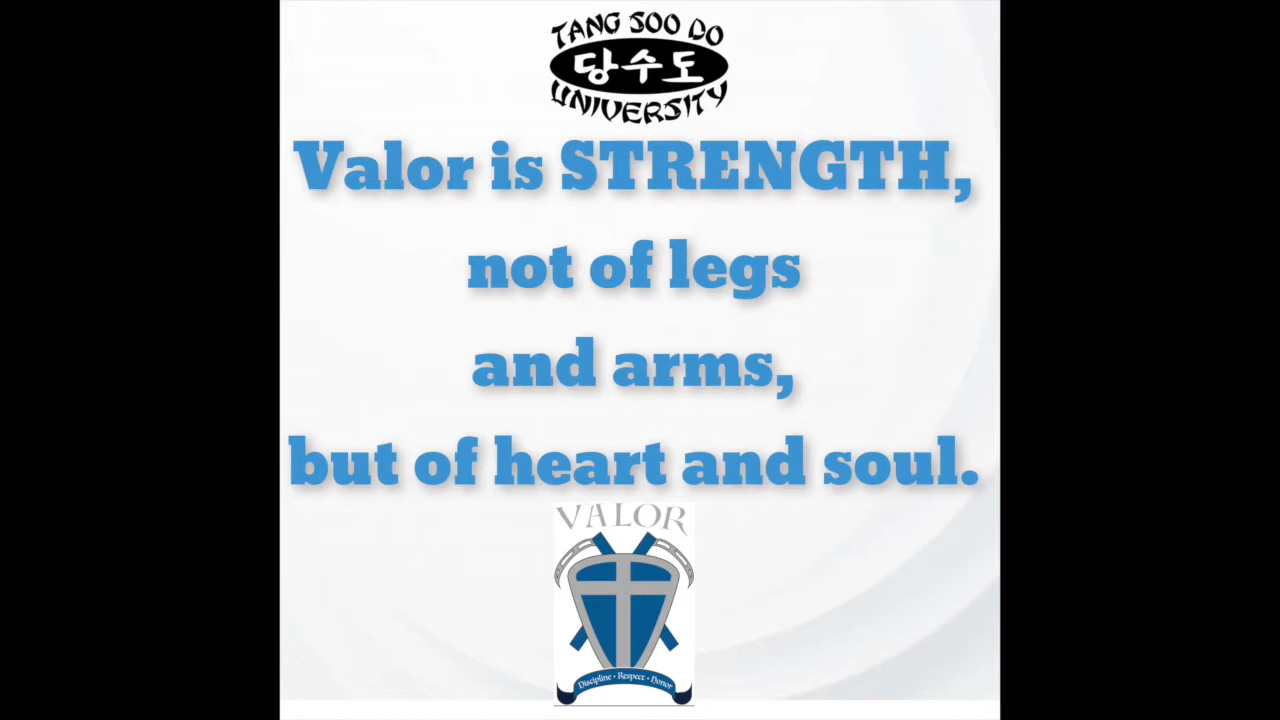 TANG SOO DO
당수도
UNIVERSITY
Valor is STRENGTH,
not of legs
and arms,
but of heart and soul.
VALOR
Discipline • Respect • Honor